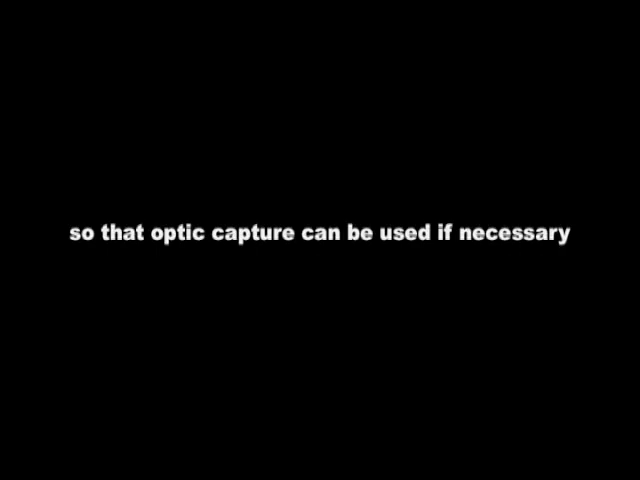 so that optic capture can be used if necessary